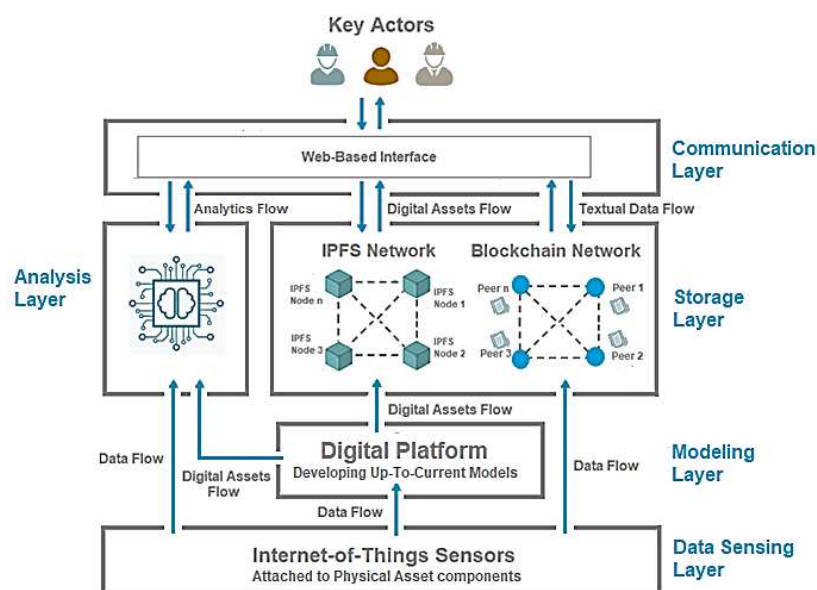 Key Actors
Web-Based Interface
Communication
Layer
Analytics Flow
Digital Assets Flow
Textual Data Flow
Analysis
Layer
IPFS Network
Blockchain Network
IPFS
Node n
IPFS
Node 1
IPFS
Node 3
IPFS
Node 2
Peer n
Peer 1
Peer 3
Peer 2
Storage
Layer
Digital Assets Flow
Digital Platform
Developing Up-To-Current Models
Data Flow
Digital Assets
Flow
Data Flow
Data Flow
Modeling
Layer
Internet-of-Things Sensors
Attached to Physical Asset components
Data Sensing
Layer